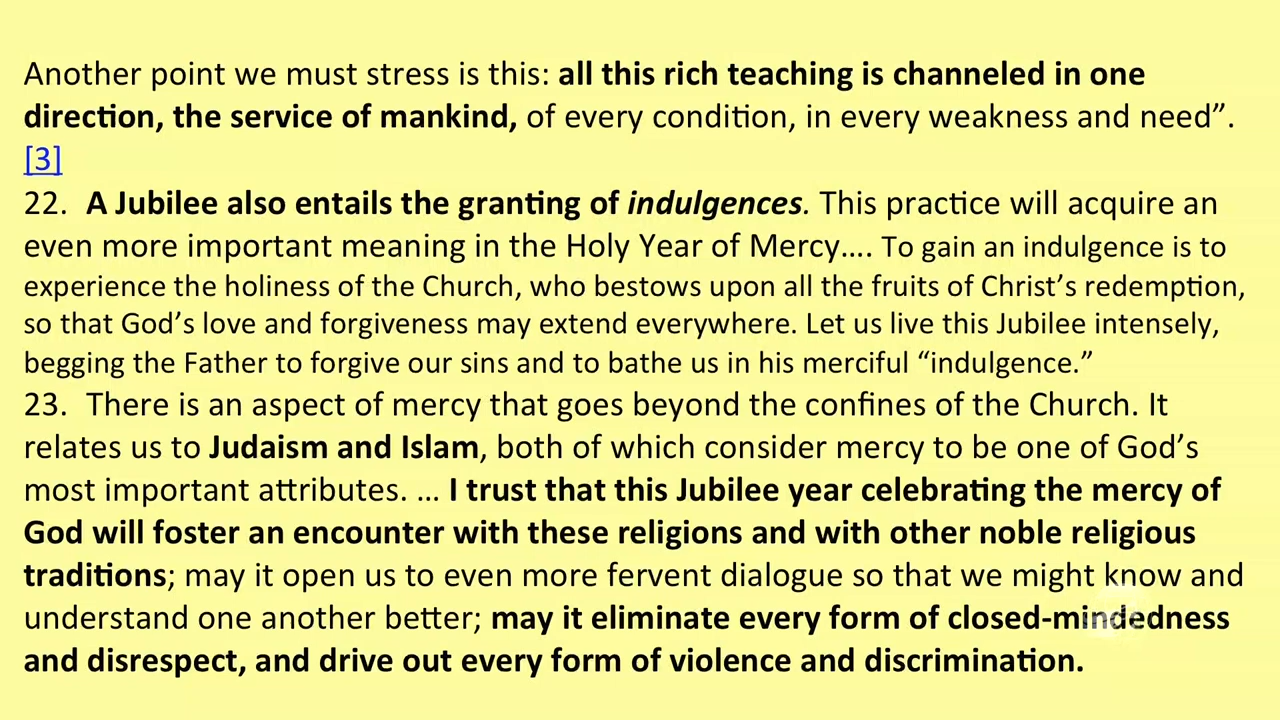 Another point we must stress is this: all this rich teaching is channeled in one
direction, the service of mankind, of every condition, in every weakness and need”.
[3]
22.  A Jubilee also entails the granting of indulgences. This practice will acquire an
even more important meaning in the Holy Year of Mercy…. To gain an indulgence is to
experience the holiness of the Church, who bestows upon all the fruits of Christ’s redemption,
so that God’s love and forgiveness may extend everywhere. Let us live this Jubilee intensely,
begging the Father to forgive our sins and to bathe us in his merciful “indulgence.”
23.  There is an aspect of mercy that goes beyond the confines of the Church. It
relates us to Judaism and Islam, both of which consider mercy to be one of God’s
most important attributes. … I trust that this Jubilee year celebrating the mercy of
God will foster an encounter with these religions and with other noble religious
traditions; may it open us to even more fervent dialogue so that we might know and
understand one another better; may it eliminate every form of closed-mindedness
and disrespect, and drive out every form of violence and discrimination.